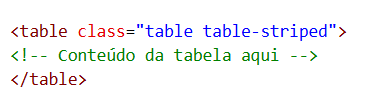 <table class="table table-striped">
<!-- Conteúdo da tabela aqui -->
</table>